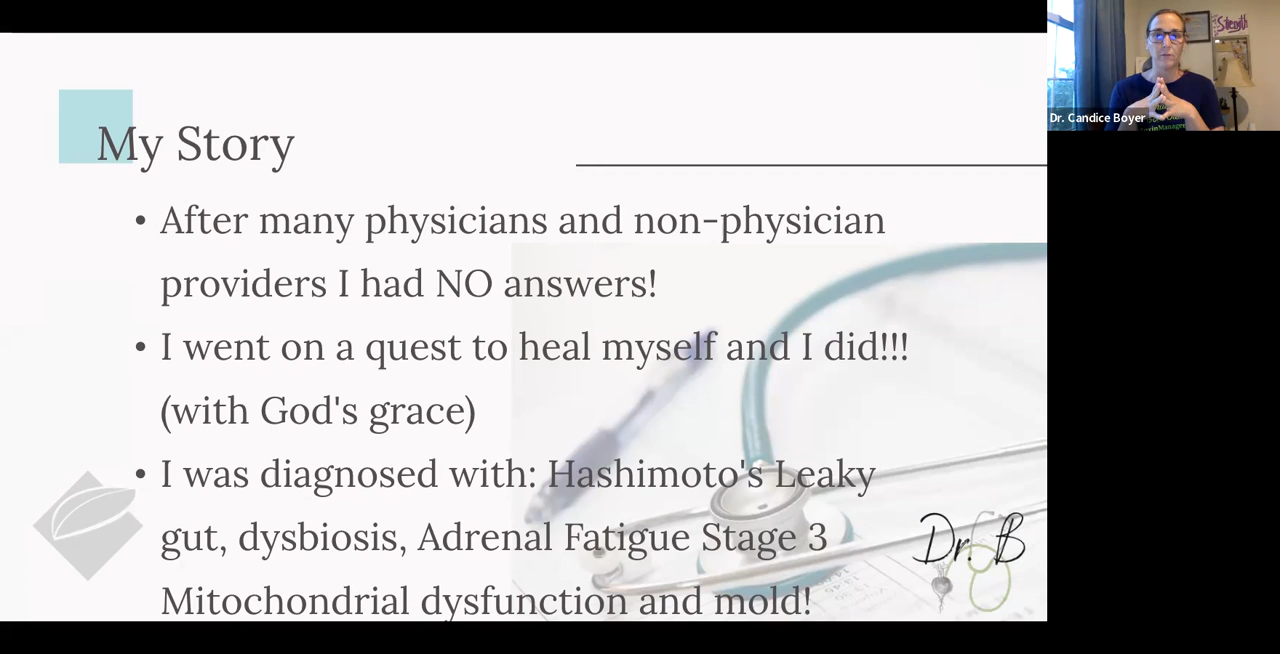 My Story
• After many physicians and non-physician
providers I had NO answers!
• I went on a quest to heal myself and I did!!!
(with God's grace)
• I was diagnosed with: Hashimoto's Leaky
gut, dysbiosis, Adrenal Fatigue Stage 3
Mitochondrial dysfunction and mold!
Dr. B
Strength
Dr. Candice Boyer